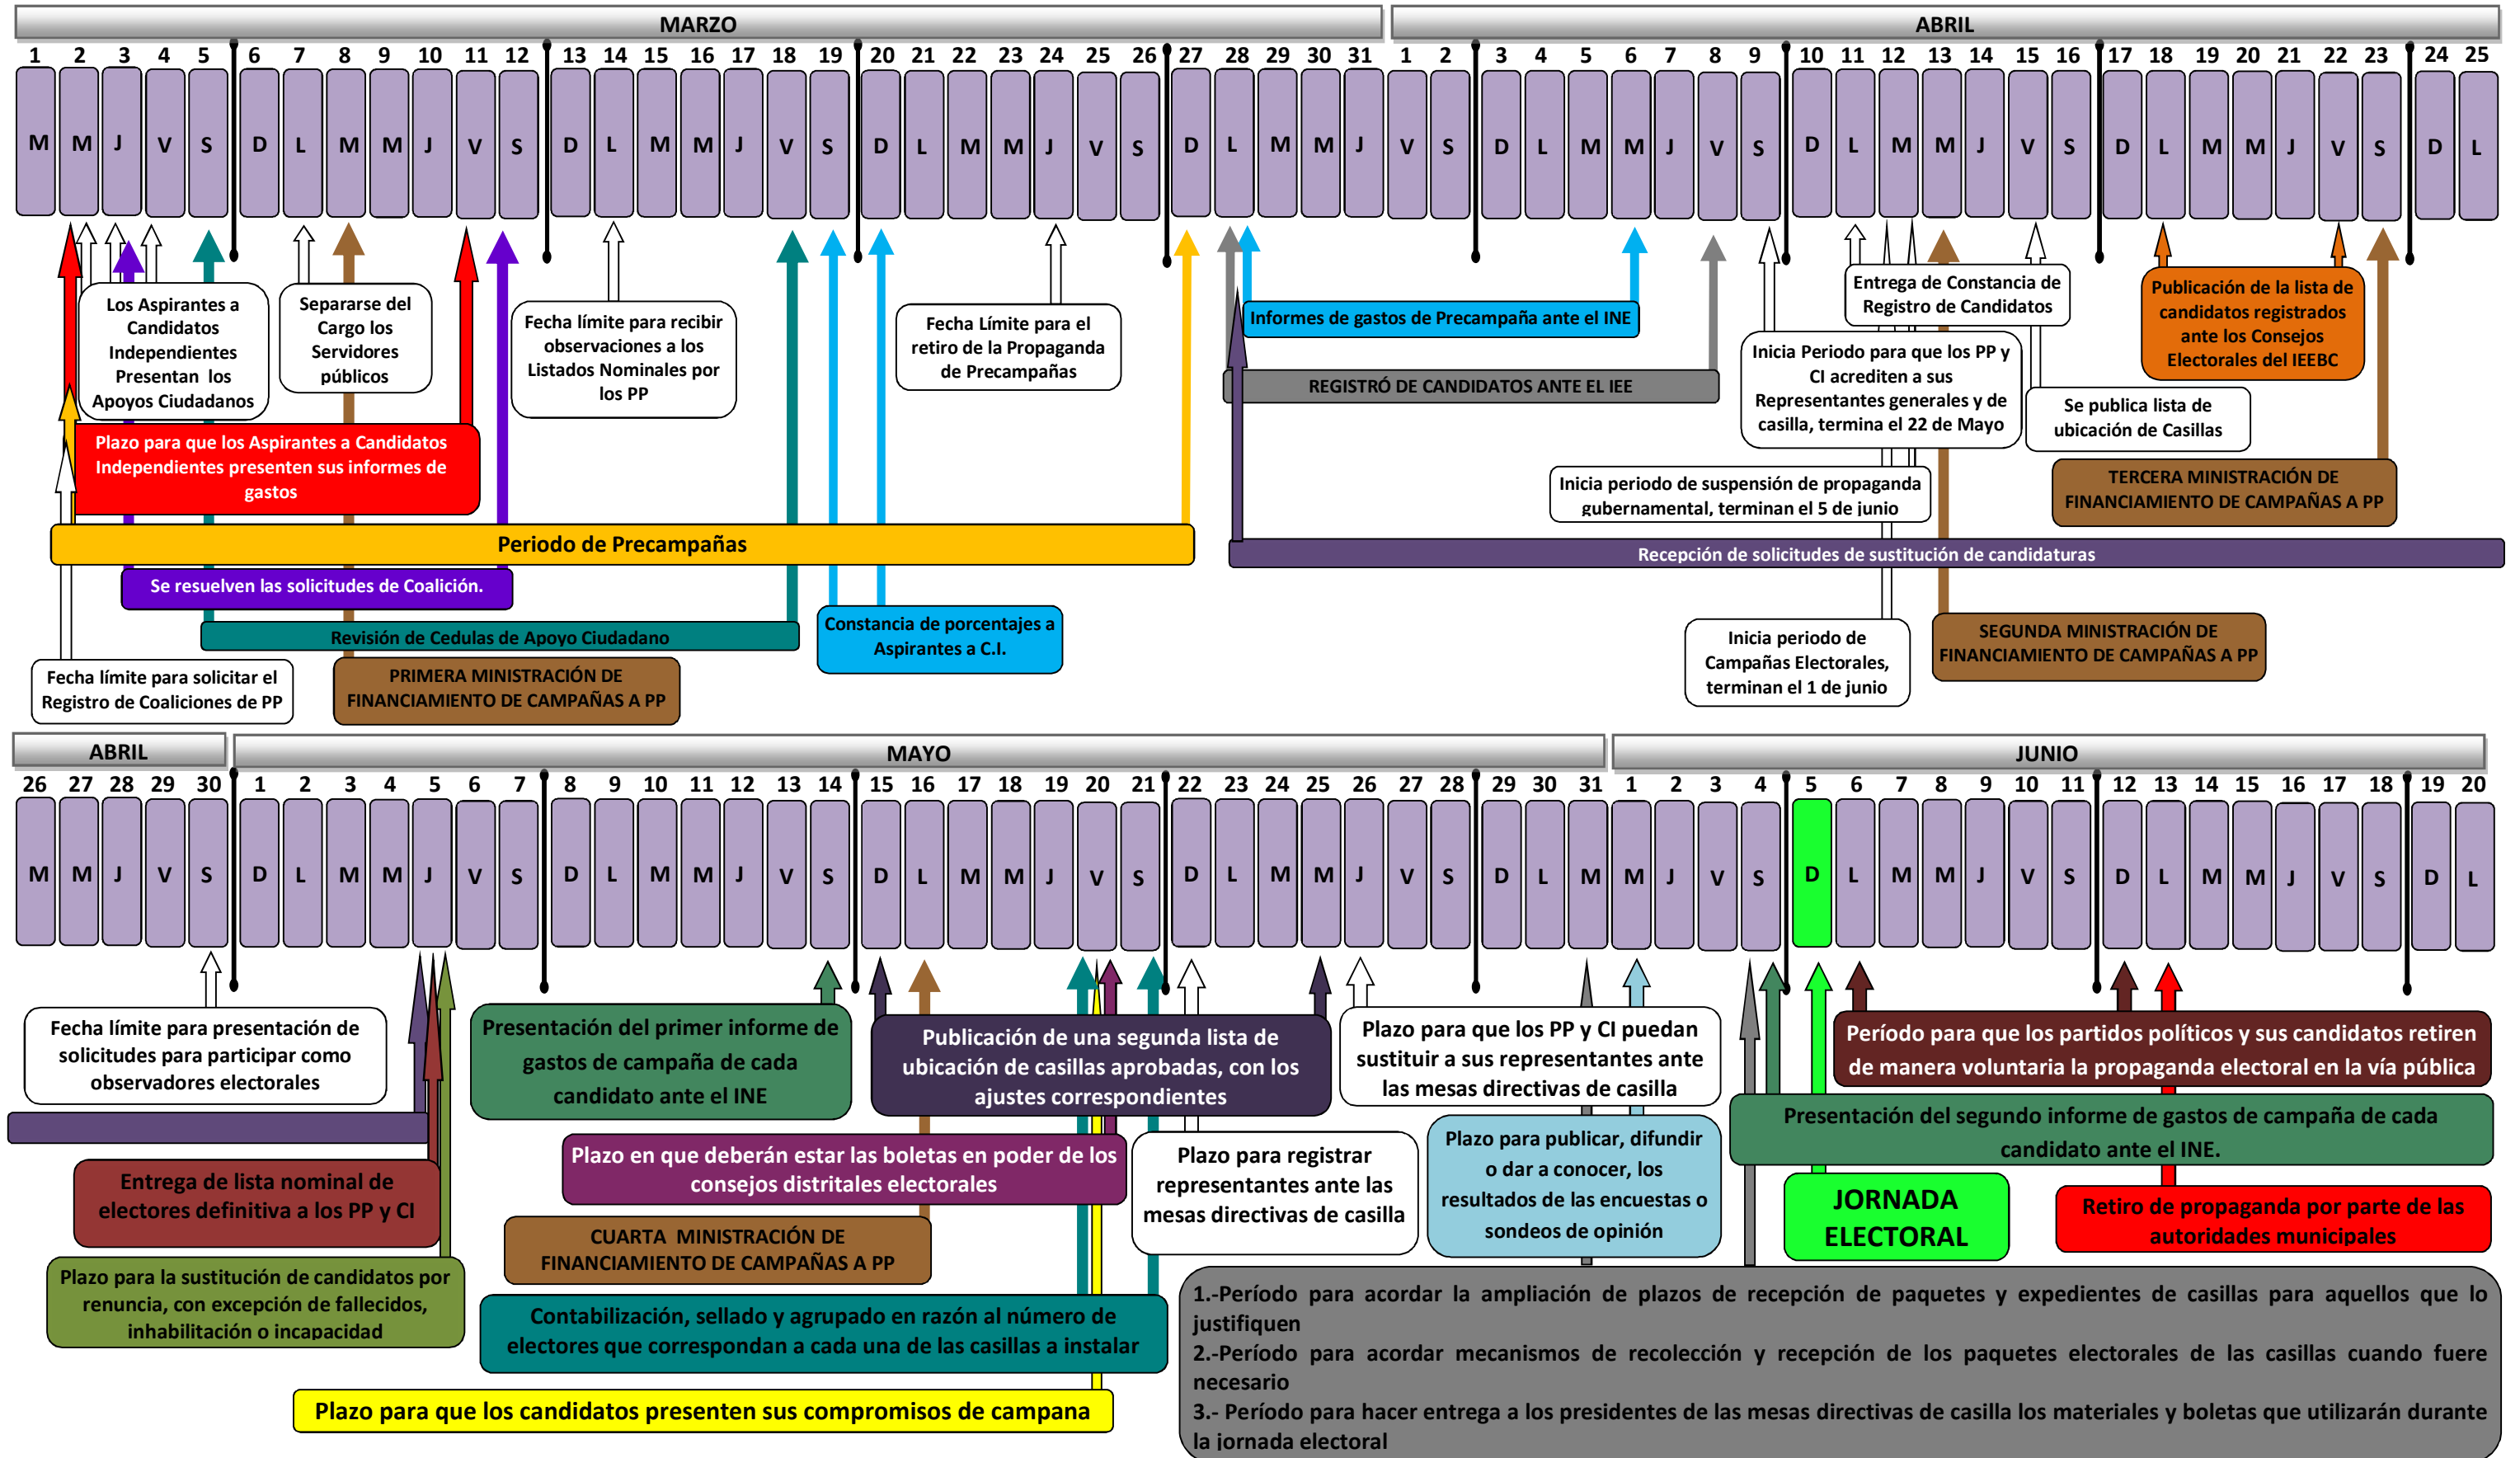 MARZO
ABRIL
1 2 3 4 5 6 7 8 9 10 11 12 13 14 15 16 17 18 19 20 21 22 23 24 25 26 27 28 29 30 31 1 2 3 4 5 6 7 8 9 10 11 12 13 14 15 16 17 18 19 20 21 22 23 24 25
M M J V S D L M M J V S D L M M J V S D L M M J V S D L M M J V S D L M M J V S D L M M J V S D L M M J V S D L
Los Aspirantes a
Candidatos
Independientes
Presentan los
Apoyos Ciudadanos
Separarse del
Cargo los
Servidores
públicos
Fecha límite para recibir
observaciones a los
Listados Nominales por
los PP
Fecha Límite para el
retiro de la Propaganda
de Precampañas
Informes de gastos de Precampaña ante el INE
REGISTRÓ DE CANDIDATOS ANTE EL IEE
Entrega de Constancia de
Registro de Candidatos
Inicia Periodo para que los PP y
CI acrediten a sus
Representantes generales y de
casilla, termina el 22 de Mayo
Publicación de la lista de
candidatos registrados
ante los Consejos
Electorales del IEEBC
Se publica lista de
ubicación de Casillas
Plazo para que los Aspirantes a Candidatos
Independientes presenten sus informes de
gastos
Inicia periodo de suspensión de propaganda
gubernamental, terminan el 5 de junio
TERCERA MINISTRACIÓN DE
FINANCIAMIENTO DE CAMPAÑAS A PP
Periodo de Precampañas
Recepción de solicitudes de sustitución de candidaturas
Se resuelven las solicitudes de Coalición.
Revisión de Cedulas de Apoyo Ciudadano
Constancia de porcentajes a
Aspirantes a C.I.
Inicia periodo de
Campañas Electorales,
terminan el 1 de junio
SEGUNDA MINISTRACIÓN DE
FINANCIAMIENTO DE CAMPAÑAS A PP
Fecha límite para solicitar el
Registro de Coaliciones de PP
PRIMERA MINISTRACIÓN DE
FINANCIAMIENTO DE CAMPAÑAS A PP
ABRIL
MAYO
JUNIO
26 27 28 29 30 1 2 3 4 5 6 7 8 9 10 11 12 13 14 15 16 17 18 19 20 21 22 23 24 25 26 27 28 29 30 31 1 2 3 4 5 6 7 8 9 10 11 12 13 14 15 16 17 18 19 20
M M J V S D L M M J V S D L M M J V S D L M M J V S D L M M J V S D L M M J V S D L M M J V S D L M M J V S D L
Fecha límite para presentación de
solicitudes para participar como
observadores electorales
Presentación del primer informe de
gastos de campaña de cada
candidato ante el INE
Publicación de una segunda lista de
ubicación de casillas aprobadas, con los
ajustes correspondientes
Plazo para que los PP y CI puedan
sustituir a sus representantes ante
las mesas directivas de casilla
Período para que los partidos políticos y sus candidatos retiren
de manera voluntaria la propaganda electoral en la vía pública
Presentación del segundo informe de gastos de campaña de cada
candidato ante el INE.
Entrega de lista nominal de
electores definitiva a los PP y CI
Plazo en que deberán estar las boletas en poder de los
consejos distritales electorales
Plazo para registrar
representantes ante las
mesas directivas de casilla
Plazo para publicar, difundir
o dar a conocer, los
resultados de las encuestas o
sondeos de opinión
JORNADA
ELECTORAL
Retiro de propaganda por parte de las
autoridades municipales
CUARTA MINISTRACIÓN DE
FINANCIAMIENTO DE CAMPAÑAS A PP
Plazo para la sustitución de candidatos por
renuncia, con excepción de fallecidos,
inhabilitación o incapacidad
Contabilización, sellado y agrupado en razón al número de
electores que correspondan a cada una de las casillas a instalar
Plazo para que los candidatos presenten sus compromisos de campana
1.-Período para acordar la ampliación de plazos de recepción de paquetes y expedientes de casillas para aquellos que lo
justifiquen
2.-Período para acordar mecanismos de recolección y recepción de los paquetes electorales de las casillas cuando fuere
necesario
3.- Período para hacer entrega a los presidentes de las mesas directivas de casilla los materiales y boletas que utilizarán durante
la jornada electoral